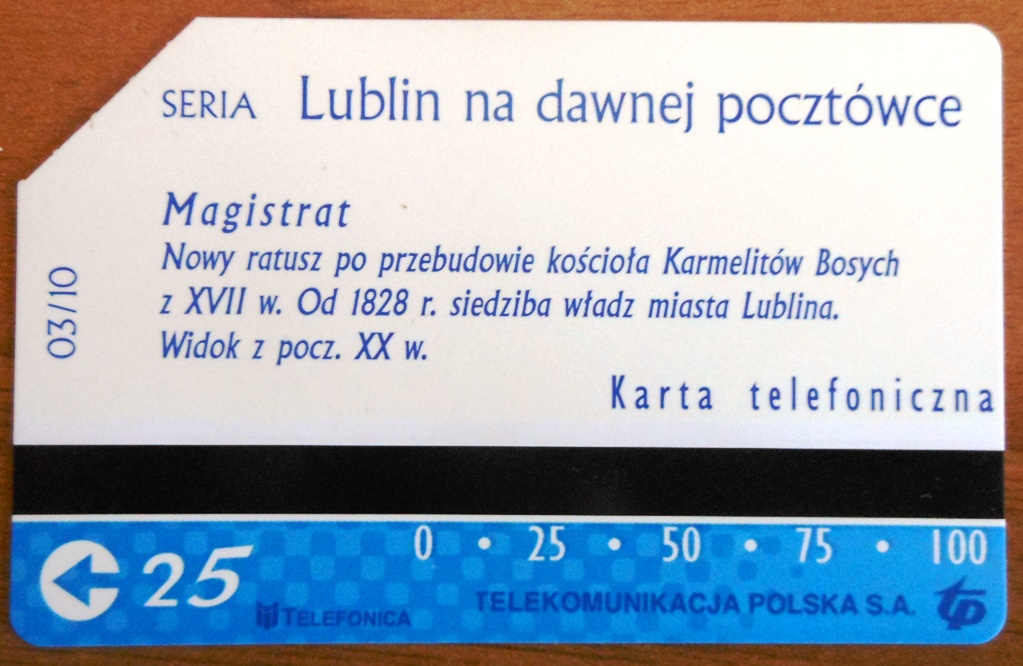 SERIA Lublin na dawnej pocztówce
Magistrat
Nowy ratusz po przebudowie kościoła Karmelitów Bosych
z XVII w. Od 1828 r. siedziba władz miasta Lublina.
Widok z pocz. XX w.
03/10
Karta telefoniczna
0 • 25 • 50 • 75 • 100
25
TELEFONICA
TELEKOMUNIKACJA POLSKA S.A. tp